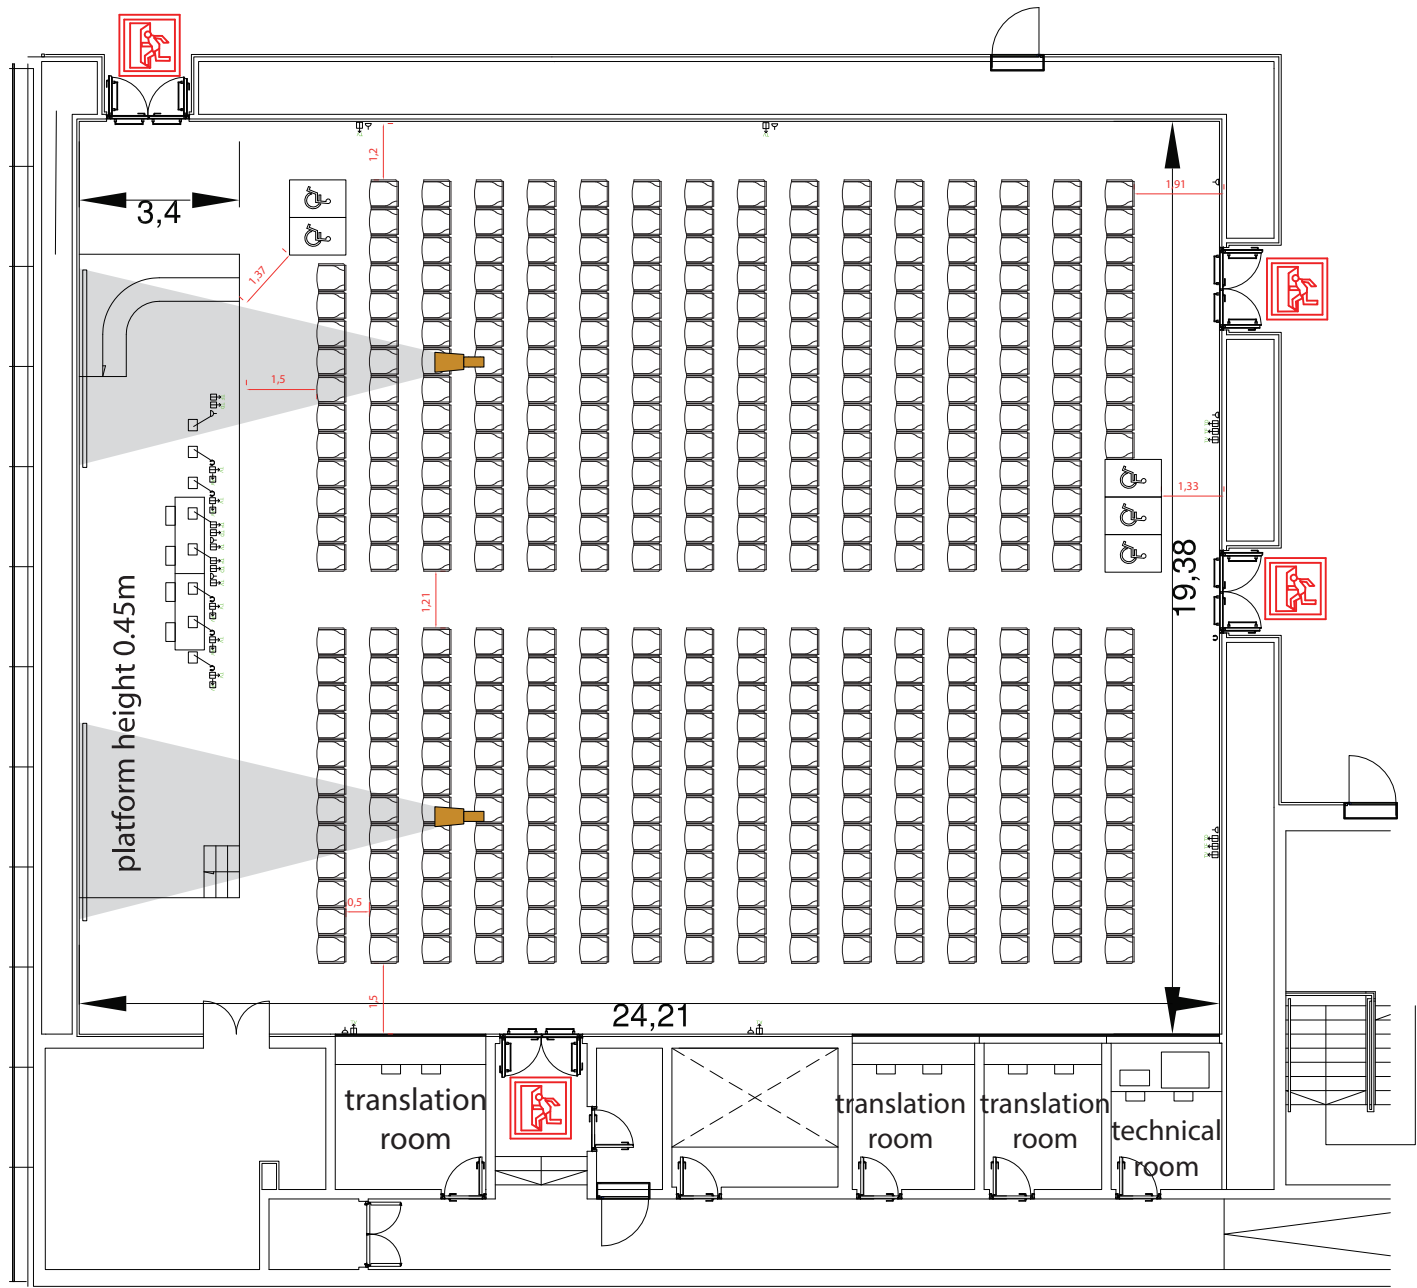 1,2
1,91
3,4
1,37
1,5
1,33
19,38
1,21
platform height 0.45m
0,5
1,5
24,21
translation
room
translation
room
translation
room
technical
room